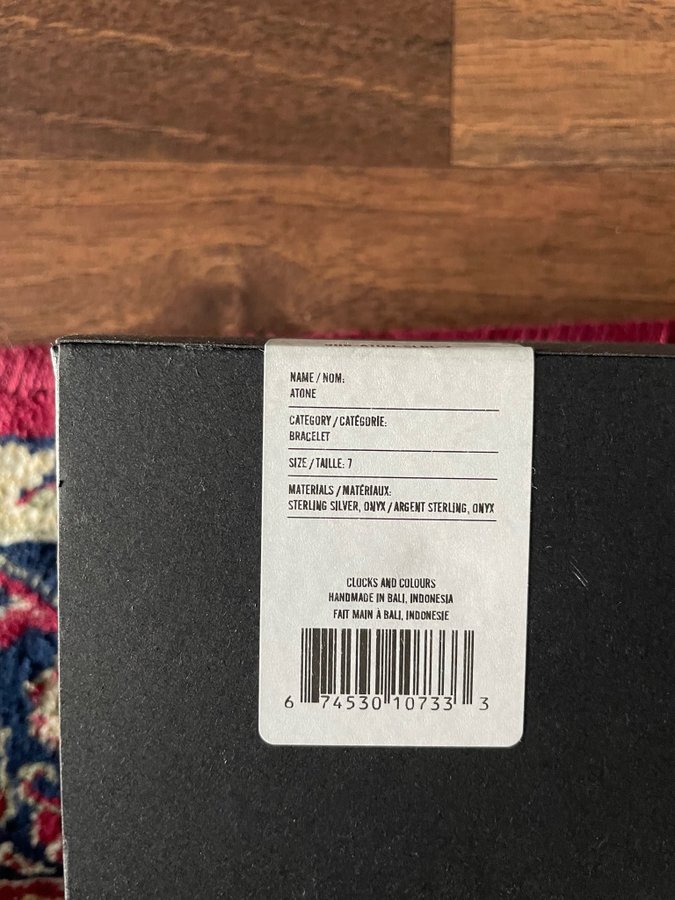 NAME / NOM:
ATONE
CATEGORY / CATÉGORIE:
BRACELET
SIZE / TAILLE: 7
MATERIALS / MATÉRIAUX:
STERLING SILVER, ONYX / ARGENT STERLING, ONYX
CLOCKS AND COLOURS
HANDMADE IN BALI, INDONESIA
FAIT MAIN À BALI, INDONESIE
6 74530 10733 3